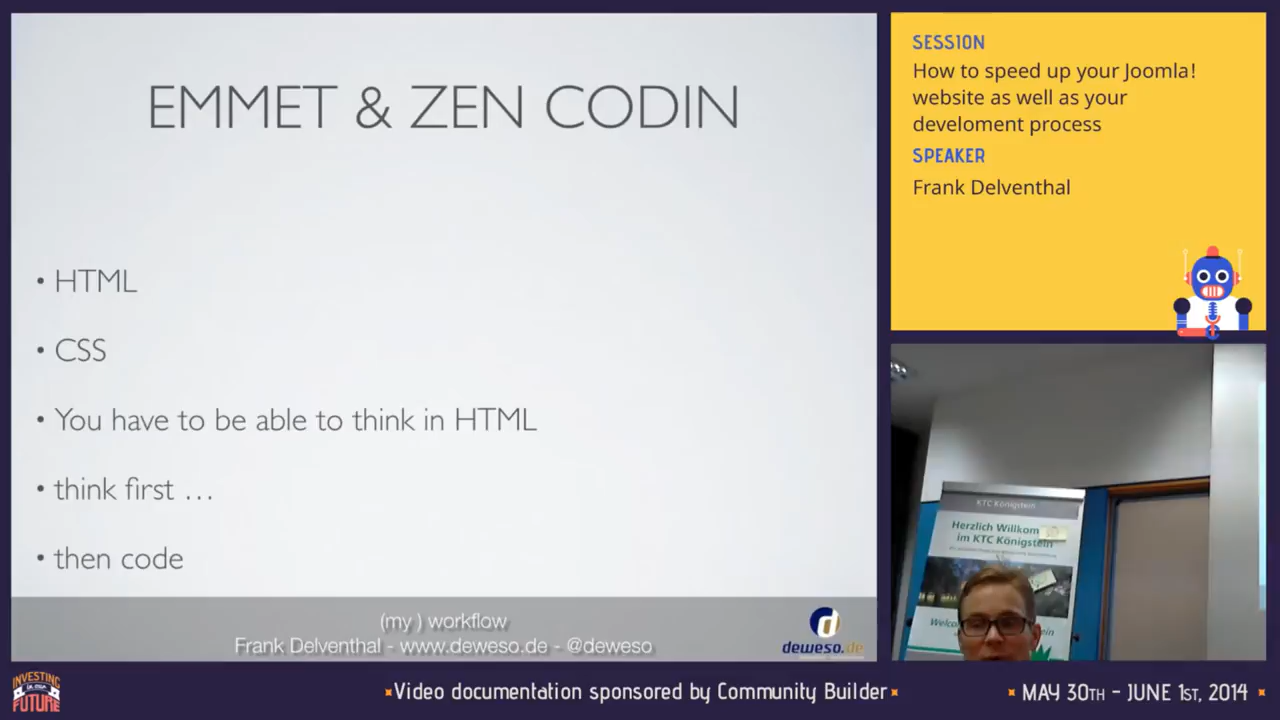 EMMET & ZEN CODIN
• HTML
• CSS
• You have to be able to think in HTML
• think first …
• then code
(my ) workflow
Frank Delventhal - www.deweso.de - @deweso
d
deweso.de
SESSION
How to speed up your Joomla!
website as well as your
develoment process
SPEAKER
Frank Delventhal
KTC Königstein
Herzlich Willkom
im KTC Königstein
INVESTING
IN OUR
FUTURE
Video documentation sponsored by Community Builder
MAY 30TH - JUNE 1ST, 2014